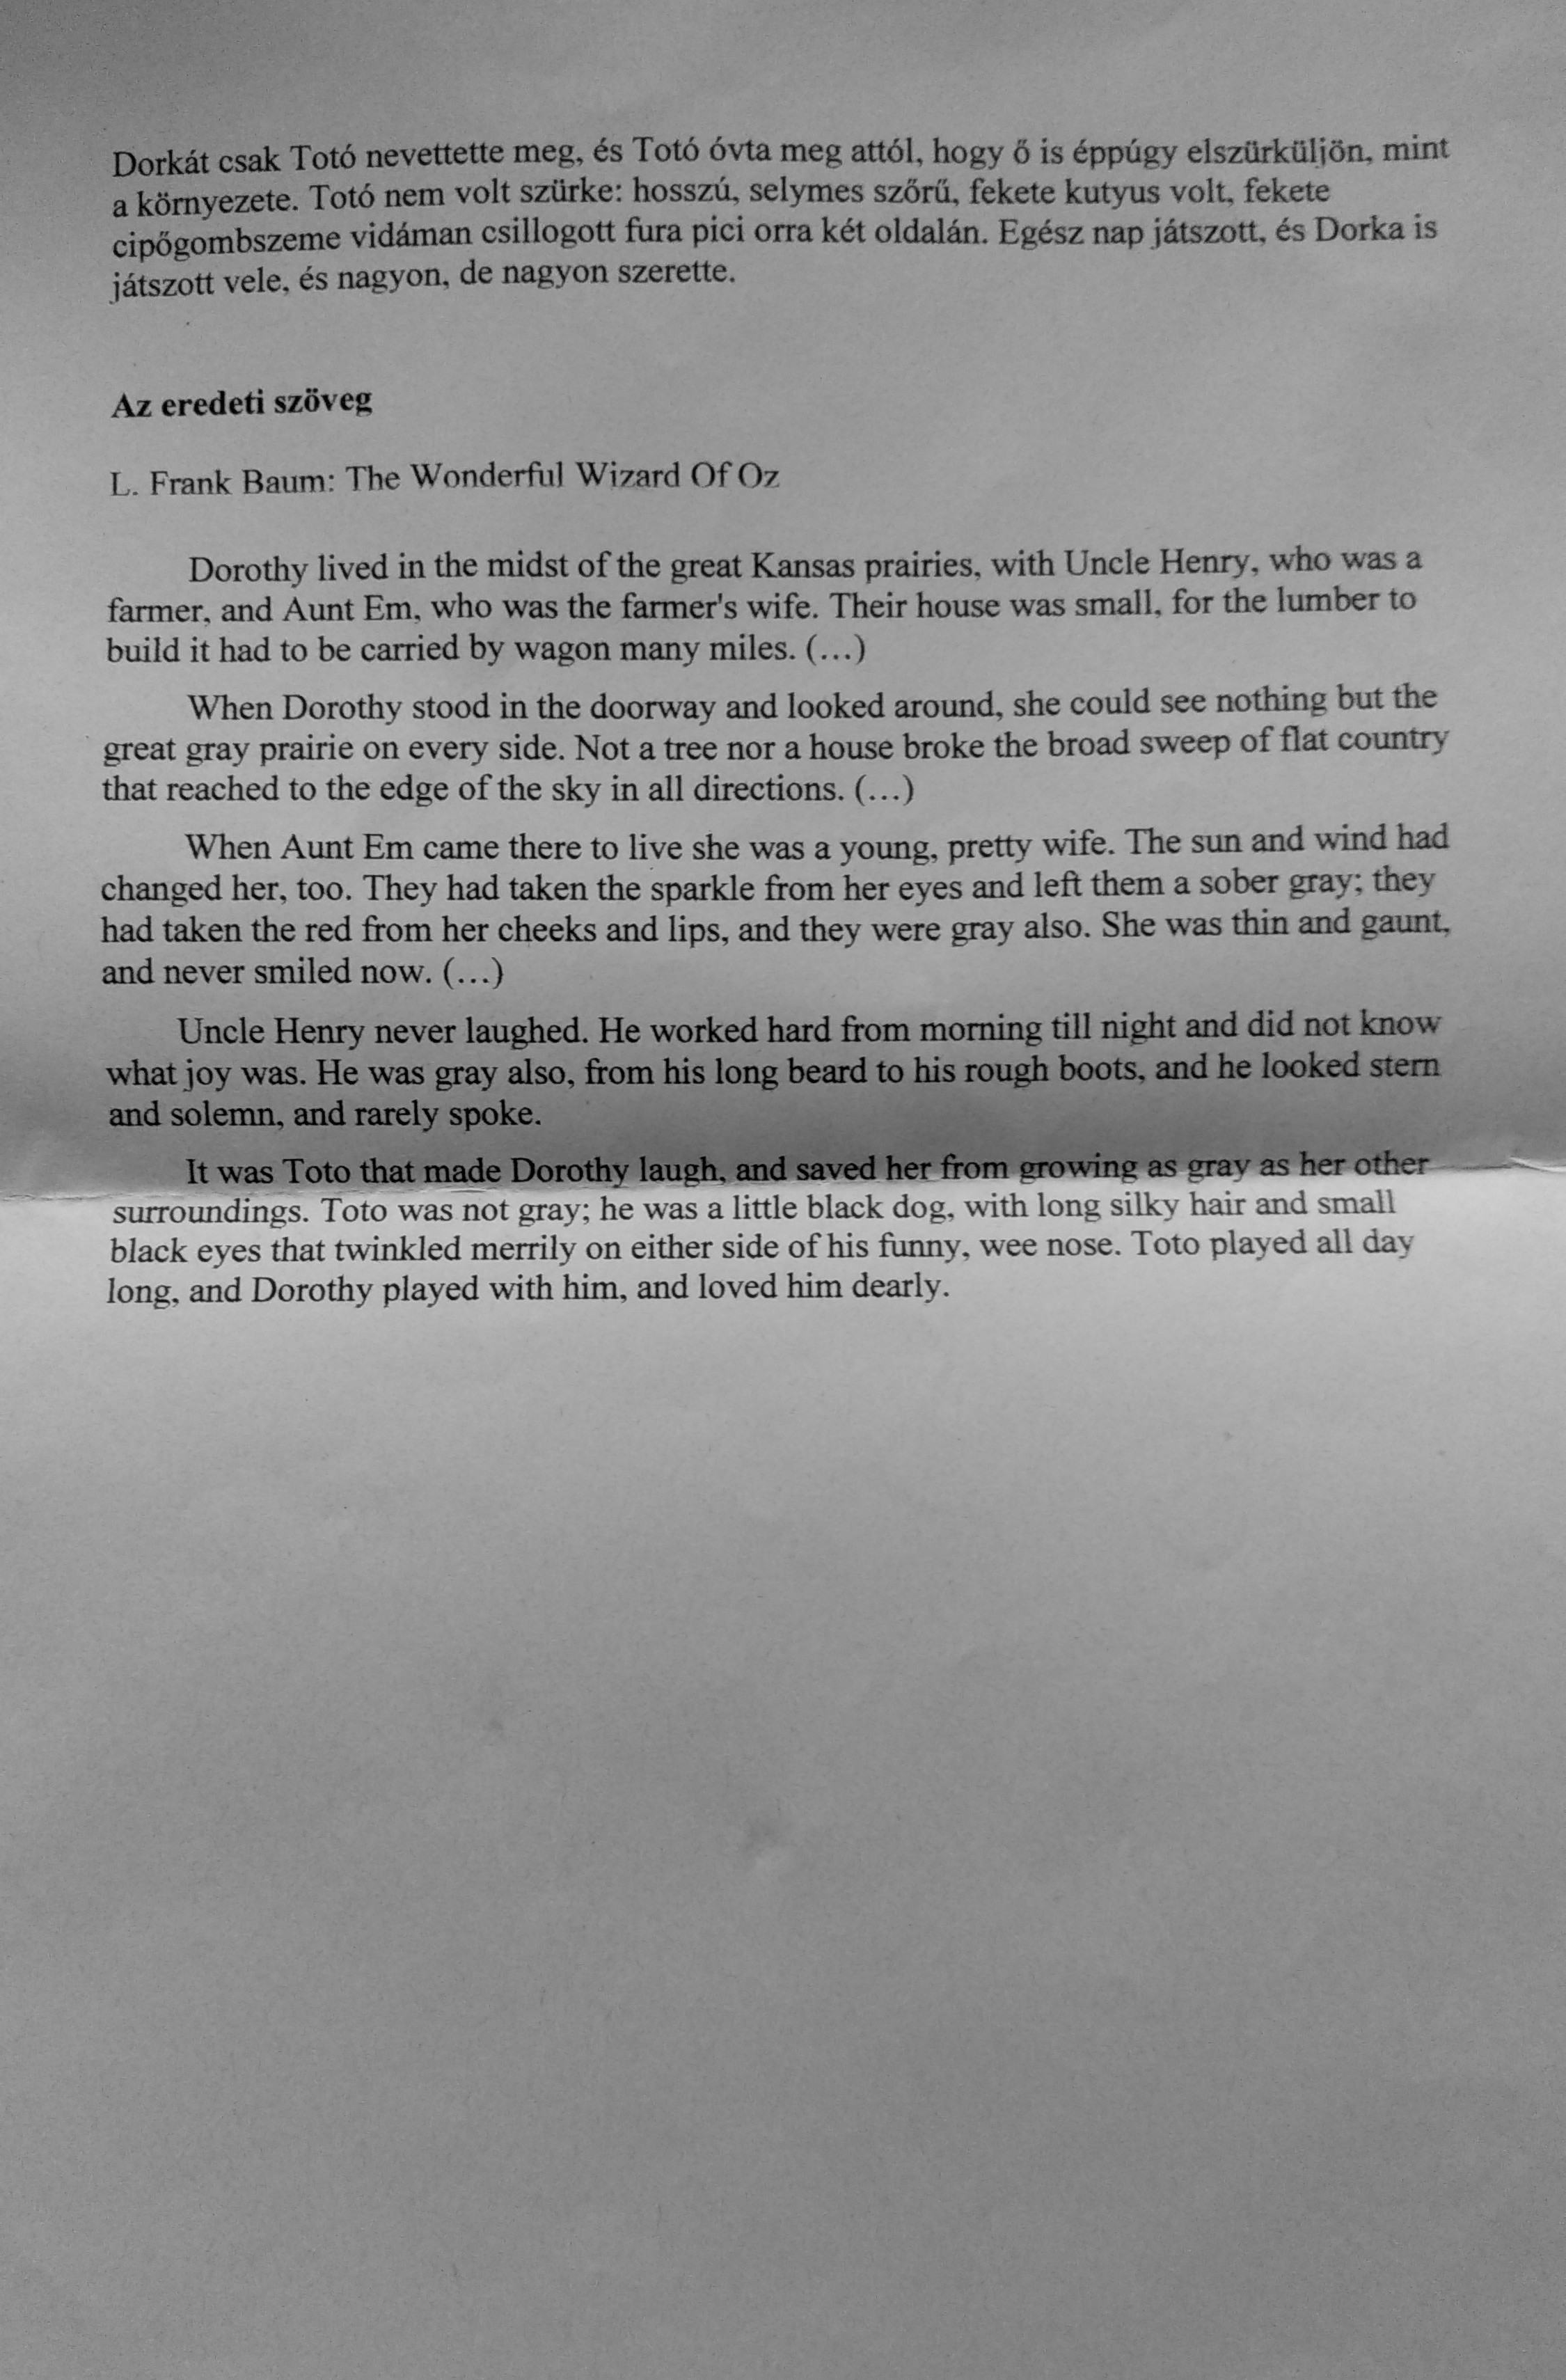 Dorkát csak Totó nevettette meg, és Totó óvta meg attól, hogy ő is éppúgy elszürküljön, mint
a környezete. Totó nem volt szürke: hosszú, selymes szőrű, fekete kutyus volt, fekete
cipőgombszeme vidáman csillogott fura pici orra két oldalán. Egész nap játszott, és Dorka is
játszott vele, és nagyon, de nagyon szerette.
Az eredeti szöveg
L. Frank Baum: The Wonderful Wizard Of Oz
Dorothy lived in the midst of the great Kansas prairies, with Uncle Henry, who was a
farmer, and Aunt Em, who was the farmer's wife. Their house was small, for the lumber to
build it had to be carried by wagon many miles. (…)
When Dorothy stood in the doorway and looked around, she could see nothing but the
great gray prairie on every side. Not a tree nor a house broke the broad sweep of flat country
that reached to the edge of the sky in all directions. (…)
When Aunt Em came there to live she was a young, pretty wife. The sun and wind had
changed her, too. They had taken the sparkle from her eyes and left them a sober gray; they
had taken the red from her cheeks and lips, and they were gray also. She was thin and gaunt,
and never smiled now. (…)
Uncle Henry never laughed. He worked hard from morning till night and did not know
what joy was. He was gray also, from his long beard to his rough boots, and he looked stern
and solemn, and rarely spoke.
It was Toto that made Dorothy laugh, and saved her from growing as gray as her other
surroundings. Toto was not gray; he was a little black dog, with long silky hair and small
black eyes that twinkled merrily on either side of his funny, wee nose. Toto played all day
long, and Dorothy played with him, and loved him dearly.